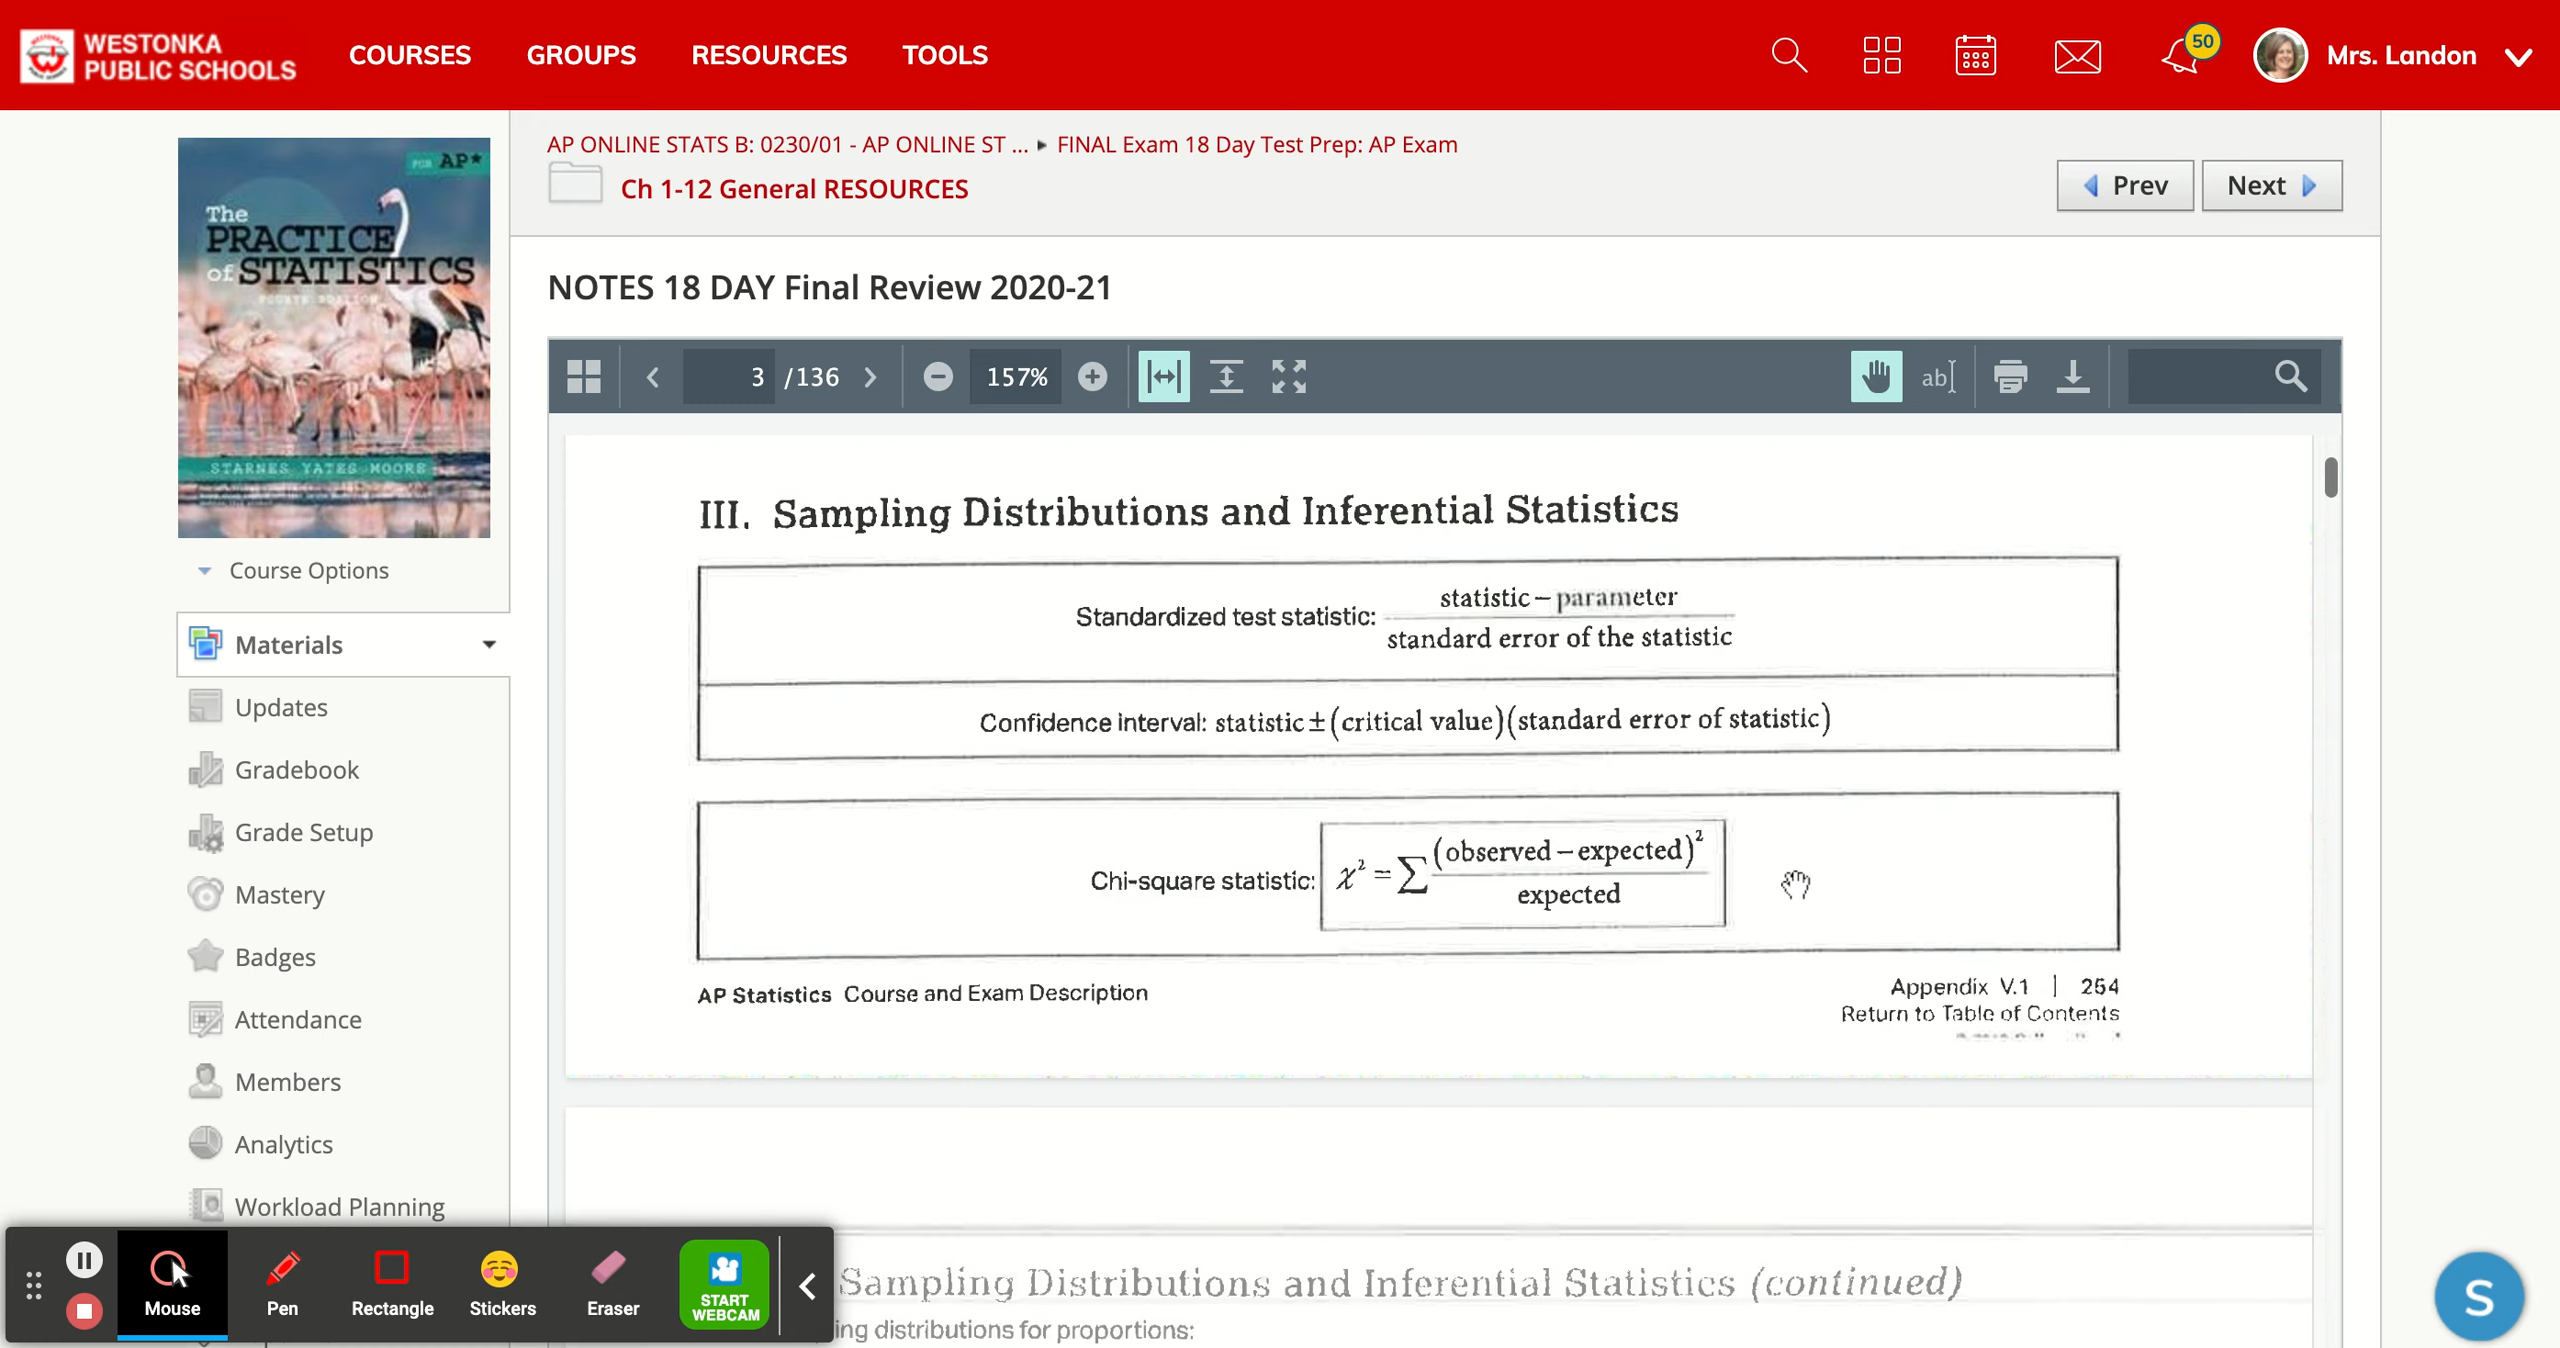 WESTONKA
PUBLIC SCHOOLS
COURSES
GROUPS
RESOURCES
TOOLS
50
Mrs. Landon
FOR AP*
The
PRACTICE
of STATISTICS
FOURTH EDITION
STARNES YATES MOORE
AP ONLINE STATS B: 0230/01 - AP ONLINE ST ... ▸ FINAL Exam 18 Day Test Prep: AP Exam
Ch 1-12 General RESOURCES
Prev
Next
NOTES 18 DAY Final Review 2020-21
3 /136
157%
ab
Course Options
Materials
Updates
Gradebook
Grade Setup
Mastery
Badges
Attendance
Members
Analytics
Workload Planning
III. Sampling Distributions and Inferential Statistics
Standardized test statistic: statistic – parameter
standard error of the statistic
Confidence interval: statistic ± (critical value)(standard error of statistic)
Chi-square statistic: χ² = ∑ (observed – expected)²
expected
AP Statistics Course and Exam Description
Appendix V.1 | 254
Return to Table of Contents
Sampling Distributions and Inferential Statistics (continued)
ing distributions for proportions:
Mouse
Pen
Rectangle
Stickers
Eraser
START
WEBCAM
S